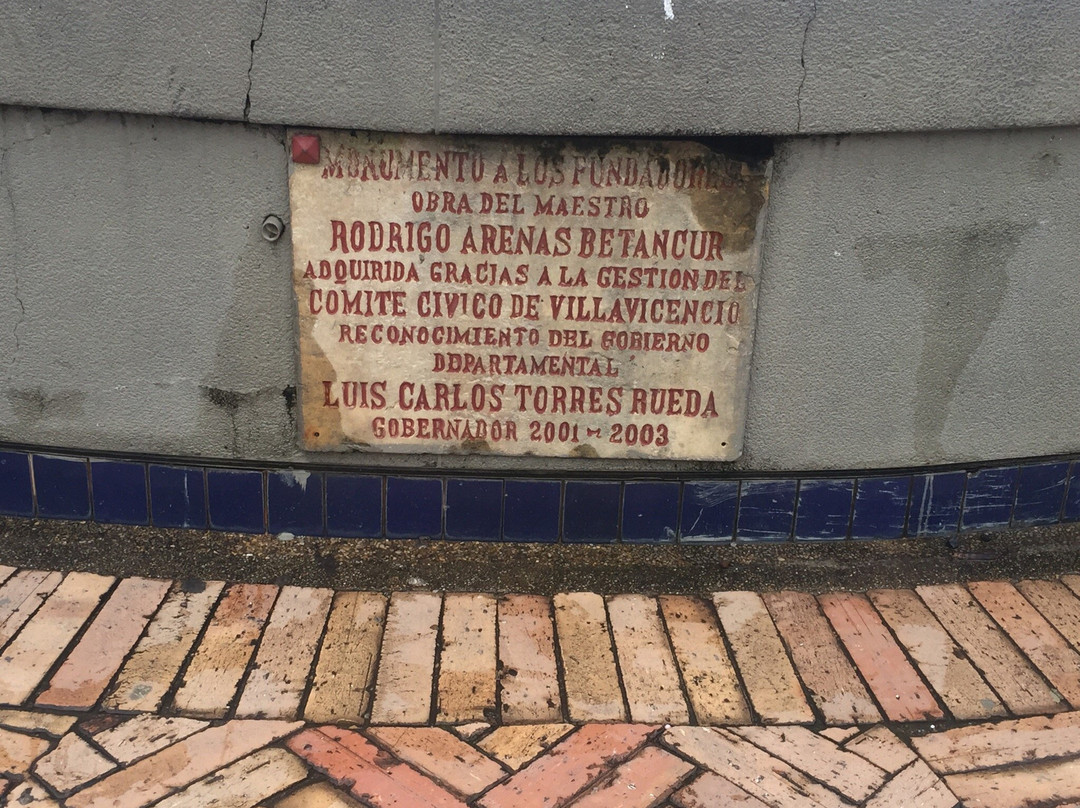 MONUMENTO A LOS FUNDADORES
OBRA DEL MAESTRO
RODRIGO ARENAS BETANCUR
ADQUIRIDA GRACIAS A LA GESTION DEL
COMITE CIVICO DE VILLAVICENCIO
RECONOCIMIENTO DEL GOBIERNO
DEPARTAMENTAL
LUIS CARLOS TORRES RUEDA
GOBERNADOR 2001 - 2003